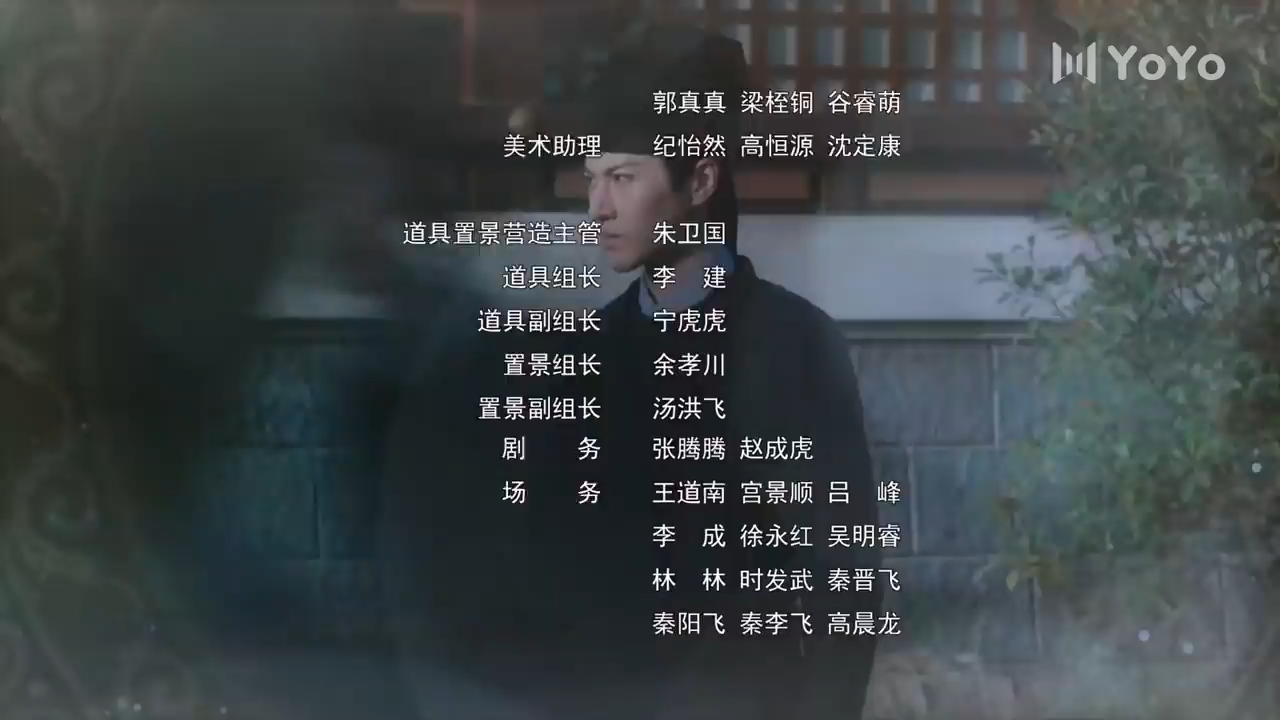 YoYo
郭真真 梁桎铜 谷睿萌
美术助理 纪怡然 高恒源 沈定康
道具置景营造主管 朱卫国
道具组长 李 建
道具副组长 宁虎虎
置景组长 余孝川
置景副组长 汤洪飞
剧 务 张腾腾 赵成虎
场 务 王道南 宫景顺 吕 峰
李 成 徐永红 吴明睿
林 林 时发武 秦晋飞
秦阳飞 秦李飞 高晨龙